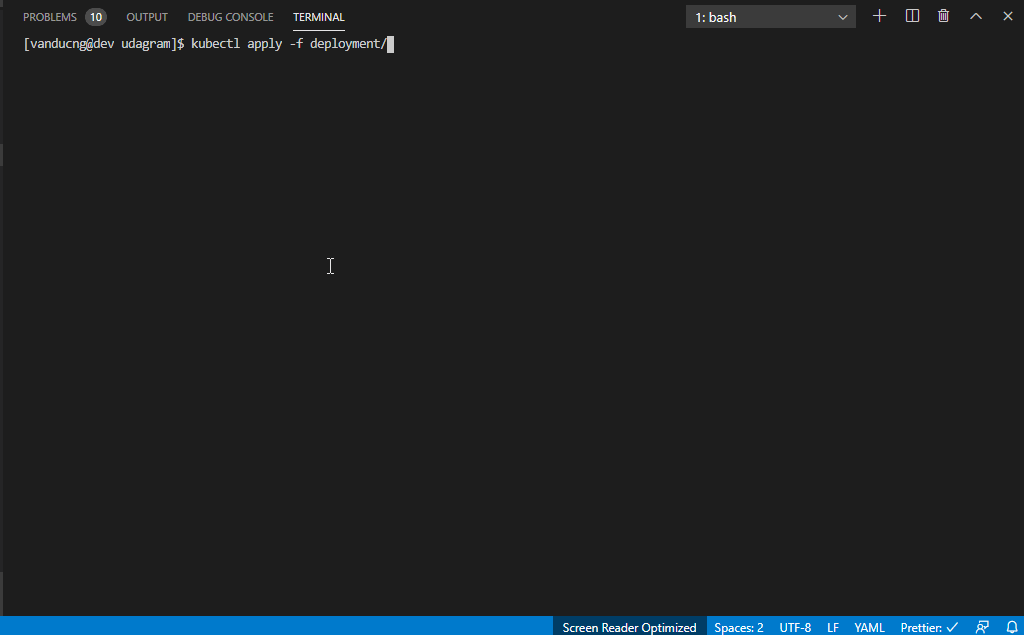 PROBLEMS 10 OUTPUT DEBUG CONSOLE TERMINAL 1: bash
[vanducng@dev udagram]$ kubectl apply -f deployment/
Screen Reader Optimized Spaces: 2 UTF-8 LF YAML Prettier: ✓